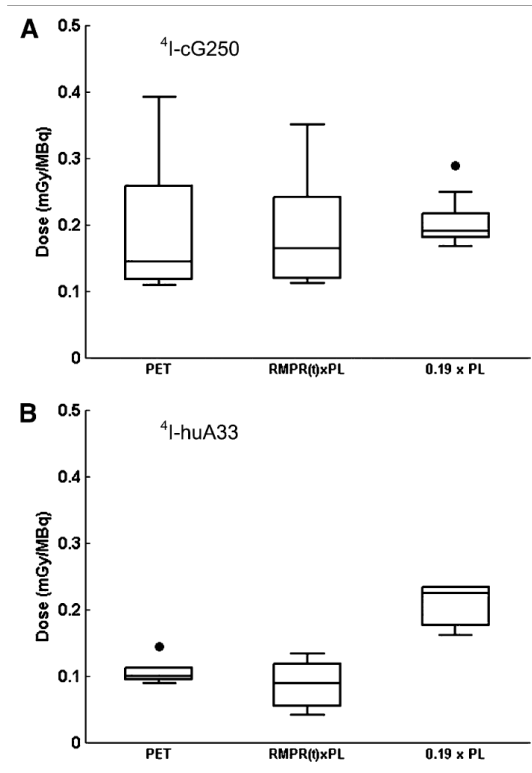 A
⁴I-cG250
Dose (mGy/MBq)
0.5
0.4
0.3
0.2
0.1
0
PET
RMPR(t)xPL
0.19 x PL
B
⁴I-huA33
Dose (mGy/MBq)
0.5
0.4
0.3
0.2
0.1
0
PET
RMPR(t)xPL
0.19 x PL